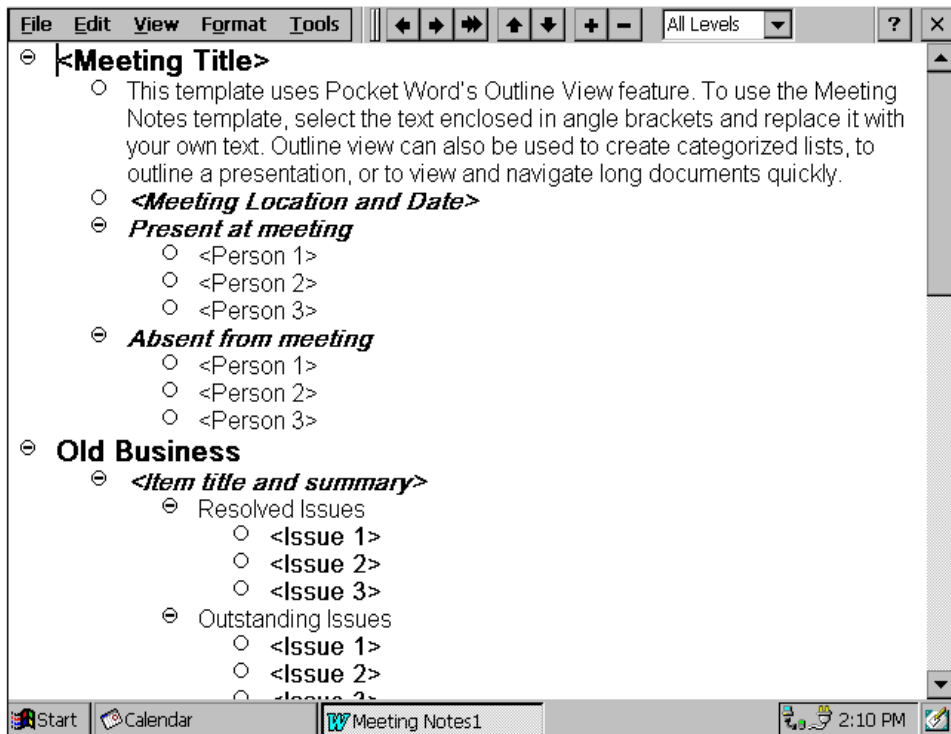 File Edit View Format Tools All Levels ?
<Meeting Title>
This template uses Pocket Word's Outline View feature. To use the Meeting
Notes template, select the text enclosed in angle brackets and replace it with
your own text. Outline view can also be used to create categorized lists, to
outline a presentation, or to view and navigate long documents quickly.
<Meeting Location and Date>
Present at meeting
<Person 1>
<Person 2>
<Person 3>
Absent from meeting
<Person 1>
<Person 2>
<Person 3>
Old Business
<Item title and summary>
Resolved Issues
<Issue 1>
<Issue 2>
<Issue 3>
Outstanding Issues
<Issue 1>
<Issue 2>
Start Calendar Meeting Notes1 2:10 PM